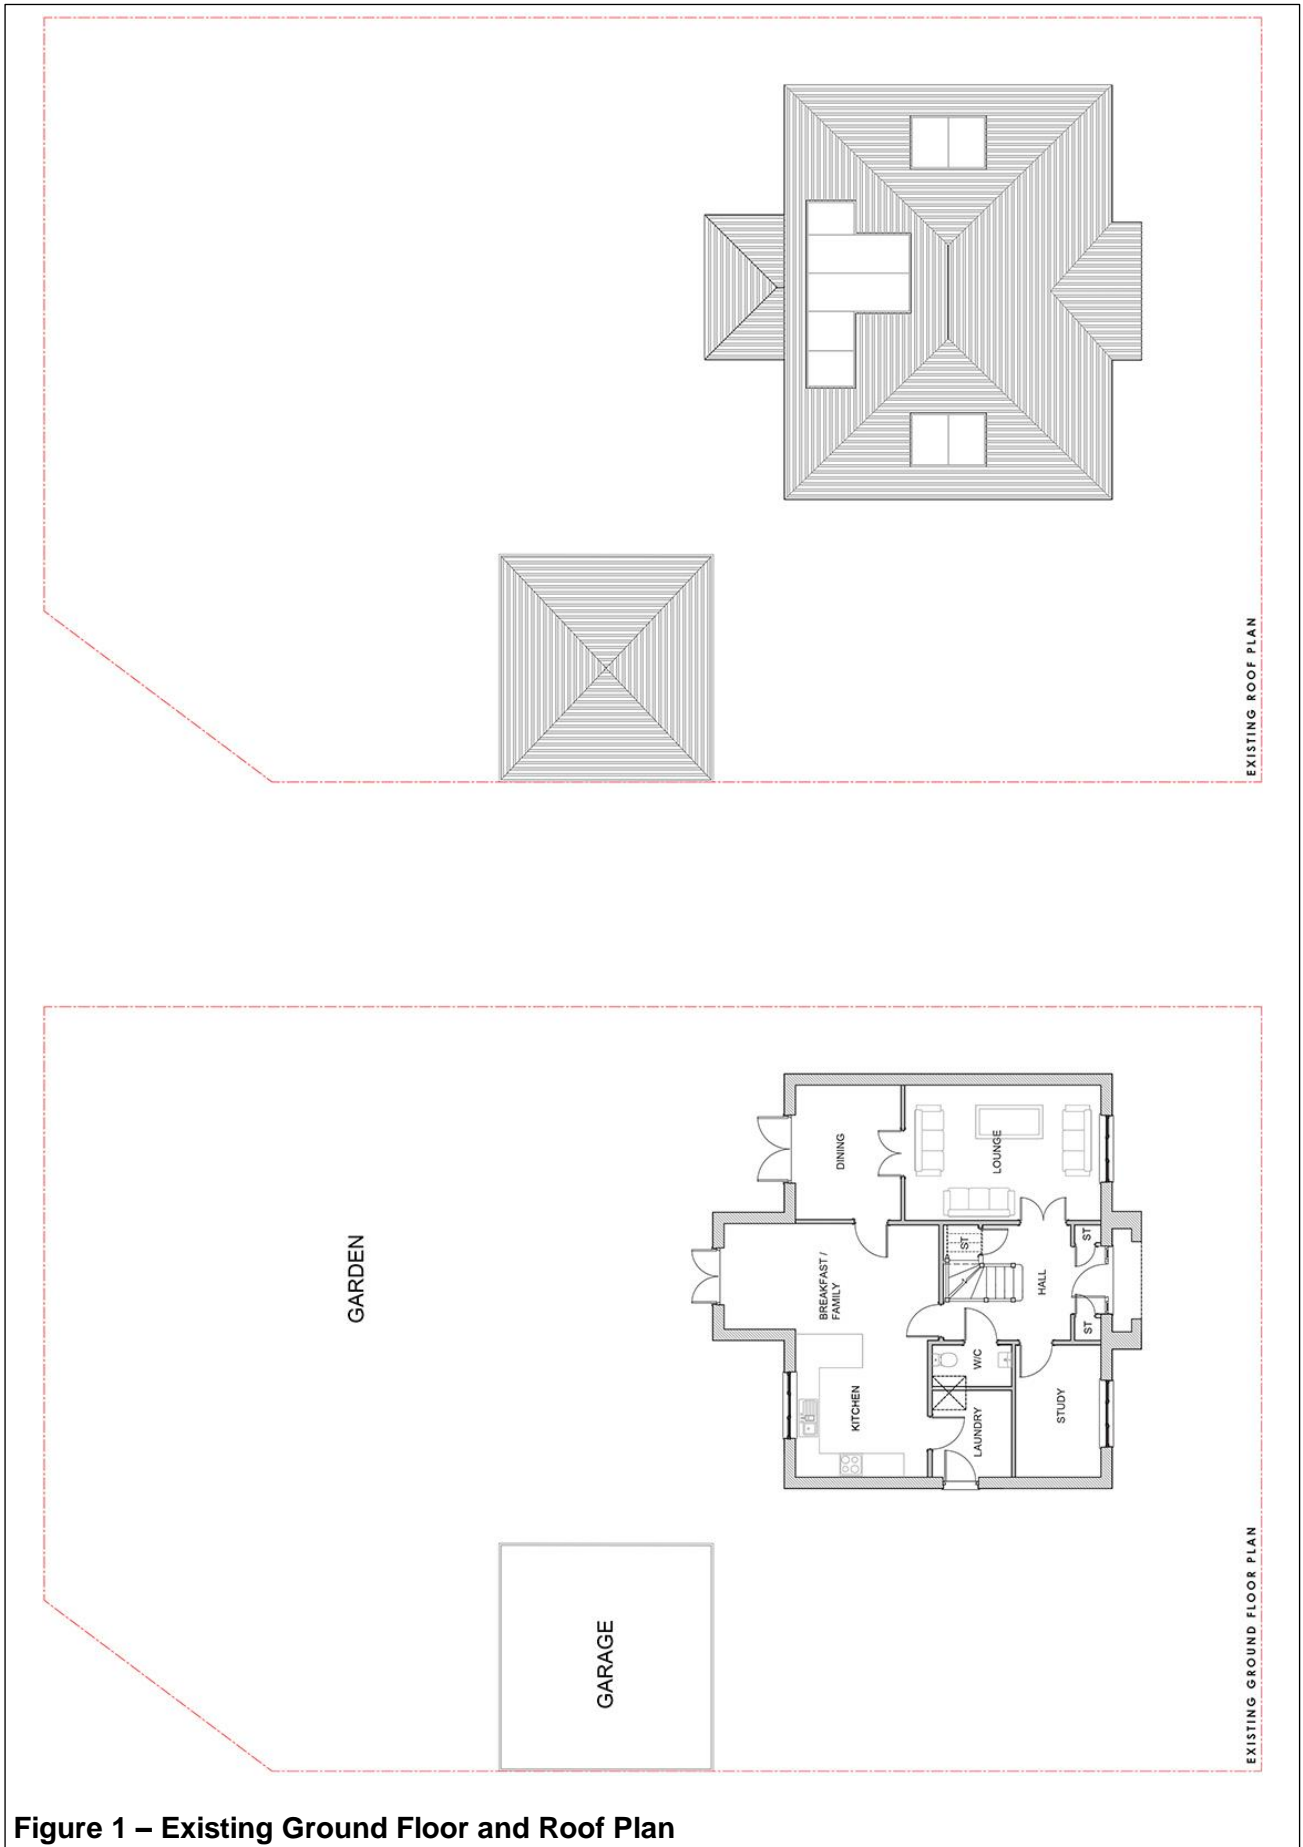 EXISTING ROOF PLAN
GARDEN
DINING
LOUNGE
BREAKFAST /
FAMILY
ST
HALL
ST
ST
KITCHEN
W/C
LAUNDRY
STUDY
GARAGE
EXISTING GROUND FLOOR PLAN
Figure 1 – Existing Ground Floor and Roof Plan